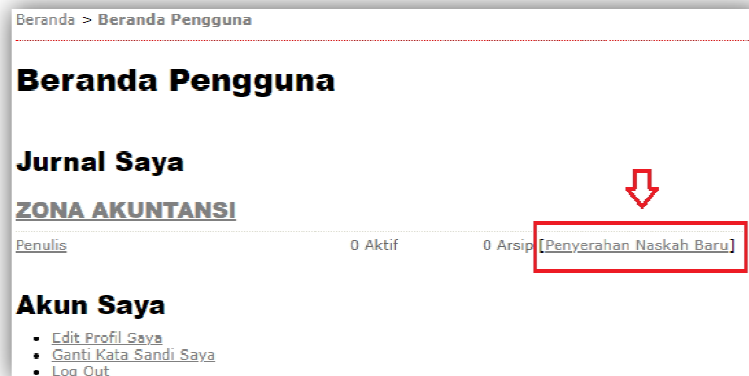 Beranda > Beranda Pengguna
Beranda Pengguna
Jurnal Saya
ZONA AKUNTANSI
Penulis 0 Aktif 0 Arsip [Penyerahan Naskah Baru]
Akun Saya
• Edit Profil Saya
• Ganti Kata Sandi Saya
• Log Out